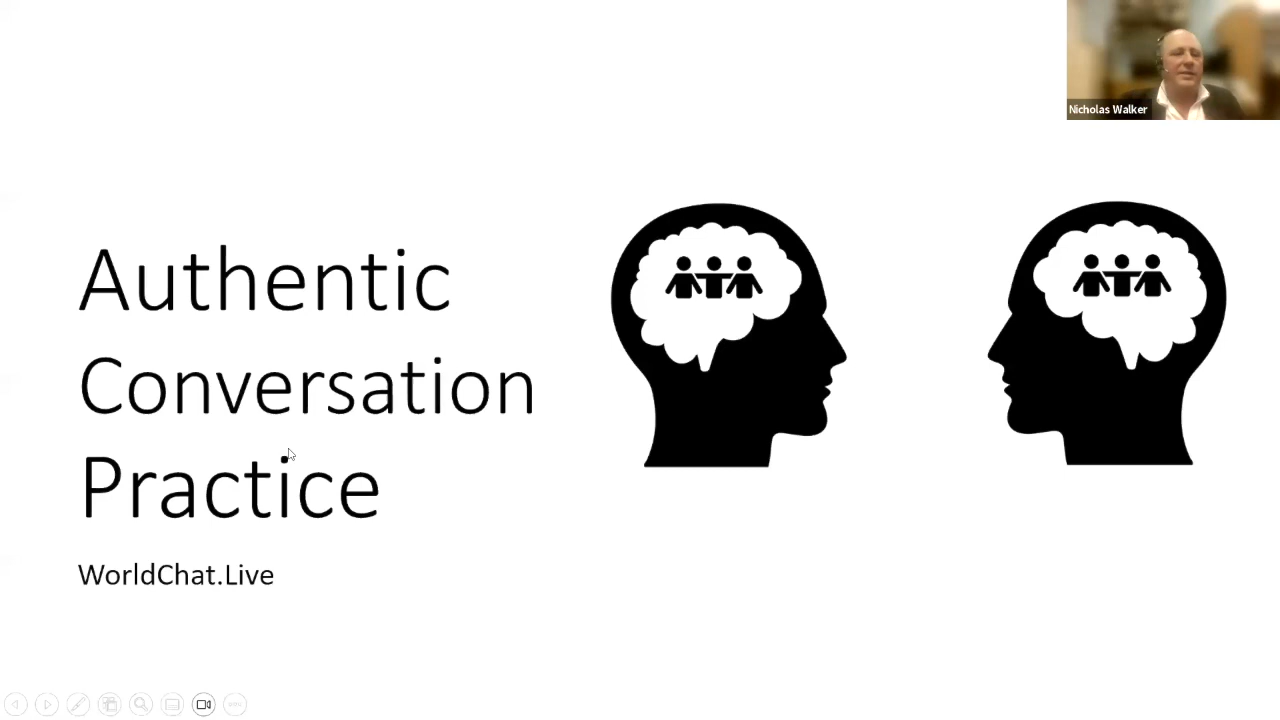 Nicholas Walker
Authentic
Conversation
Practice
WorldChat.Live